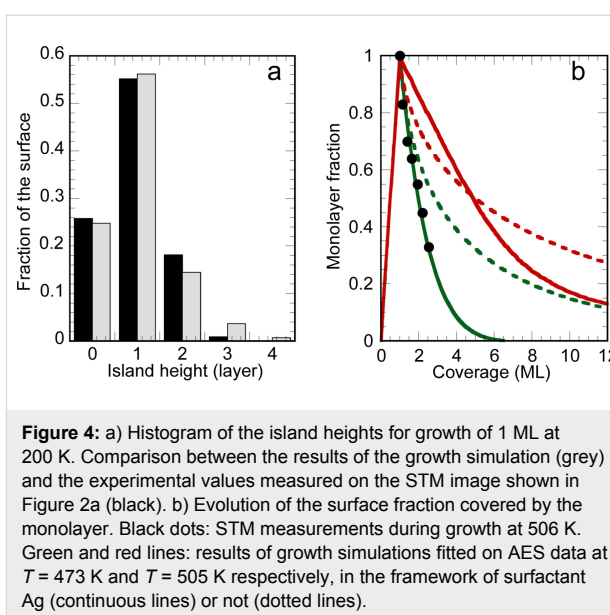 0.6
0.5
0.4
0.3
0.2
0.1
0
Fraction of the surface
a
0 1 2 3 4
Island height (layer)
1
0.8
0.6
0.4
0.2
0
Monolayer fraction
b
0 2 4 6 8 10 12
Coverage (ML)
Figure 4: a) Histogram of the island heights for growth of 1 ML at
200 K. Comparison between the results of the growth simulation (grey)
and the experimental values measured on the STM image shown in
Figure 2a (black). b) Evolution of the surface fraction covered by the
monolayer. Black dots: STM measurements during growth at 506 K.
Green and red lines: results of growth simulations fitted on AES data at
T = 473 K and T = 505 K respectively, in the framework of surfactant
Ag (continuous lines) or not (dotted lines).